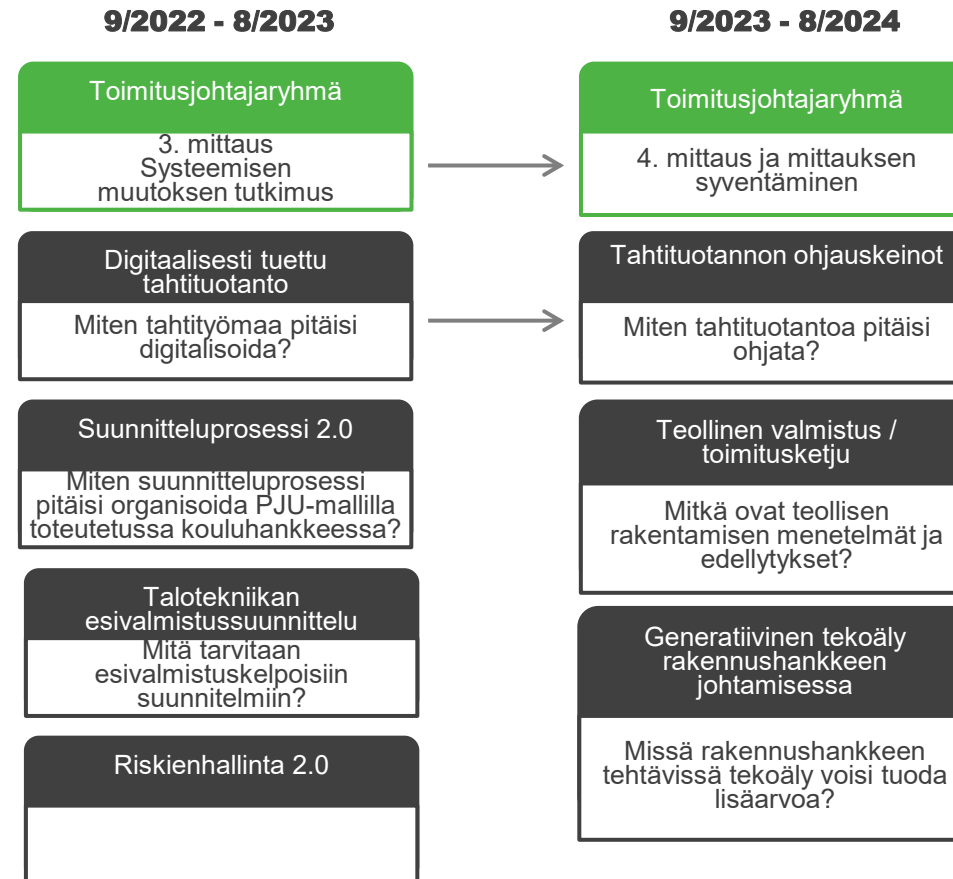 9/2022 - 8/2023
Toimitusjohtajaryhmä
3. mittaus
Systeemisen
muutoksen tutkimus
Digitaalisesti tuettu
tahtituotanto
Miten tahtityömaa pitäisi
digitalisoida?
Suunnitteluprosessi 2.0
Miten suunnitteluprosessi
pitäisi organisoida PJU-mallilla
toteutetussa kouluhankkeessa?
Talotekniikan
esivalmistussuunnittelu
Mitä tarvitaan
esivalmistuskelpoisiin
suunnitelmiin?
Riskienhallinta 2.0
9/2023 - 8/2024
Toimitusjohtajaryhmä
4. mittaus ja mittauksen
syventäminen
Tahtituotannon ohjauskeinot
Miten tahtituotantoa pitäisi
ohjata?
Teollinen valmistus /
toimitusketju
Mitkä ovat teollisen
rakentamisen menetelmät ja
edellytykset?
Generatiivinen tekoäly
rakennushankkeen
johtamisessa
Missä rakennushankkeen
tehtävissä tekoäly voisi tuoda
lisäarvoa?